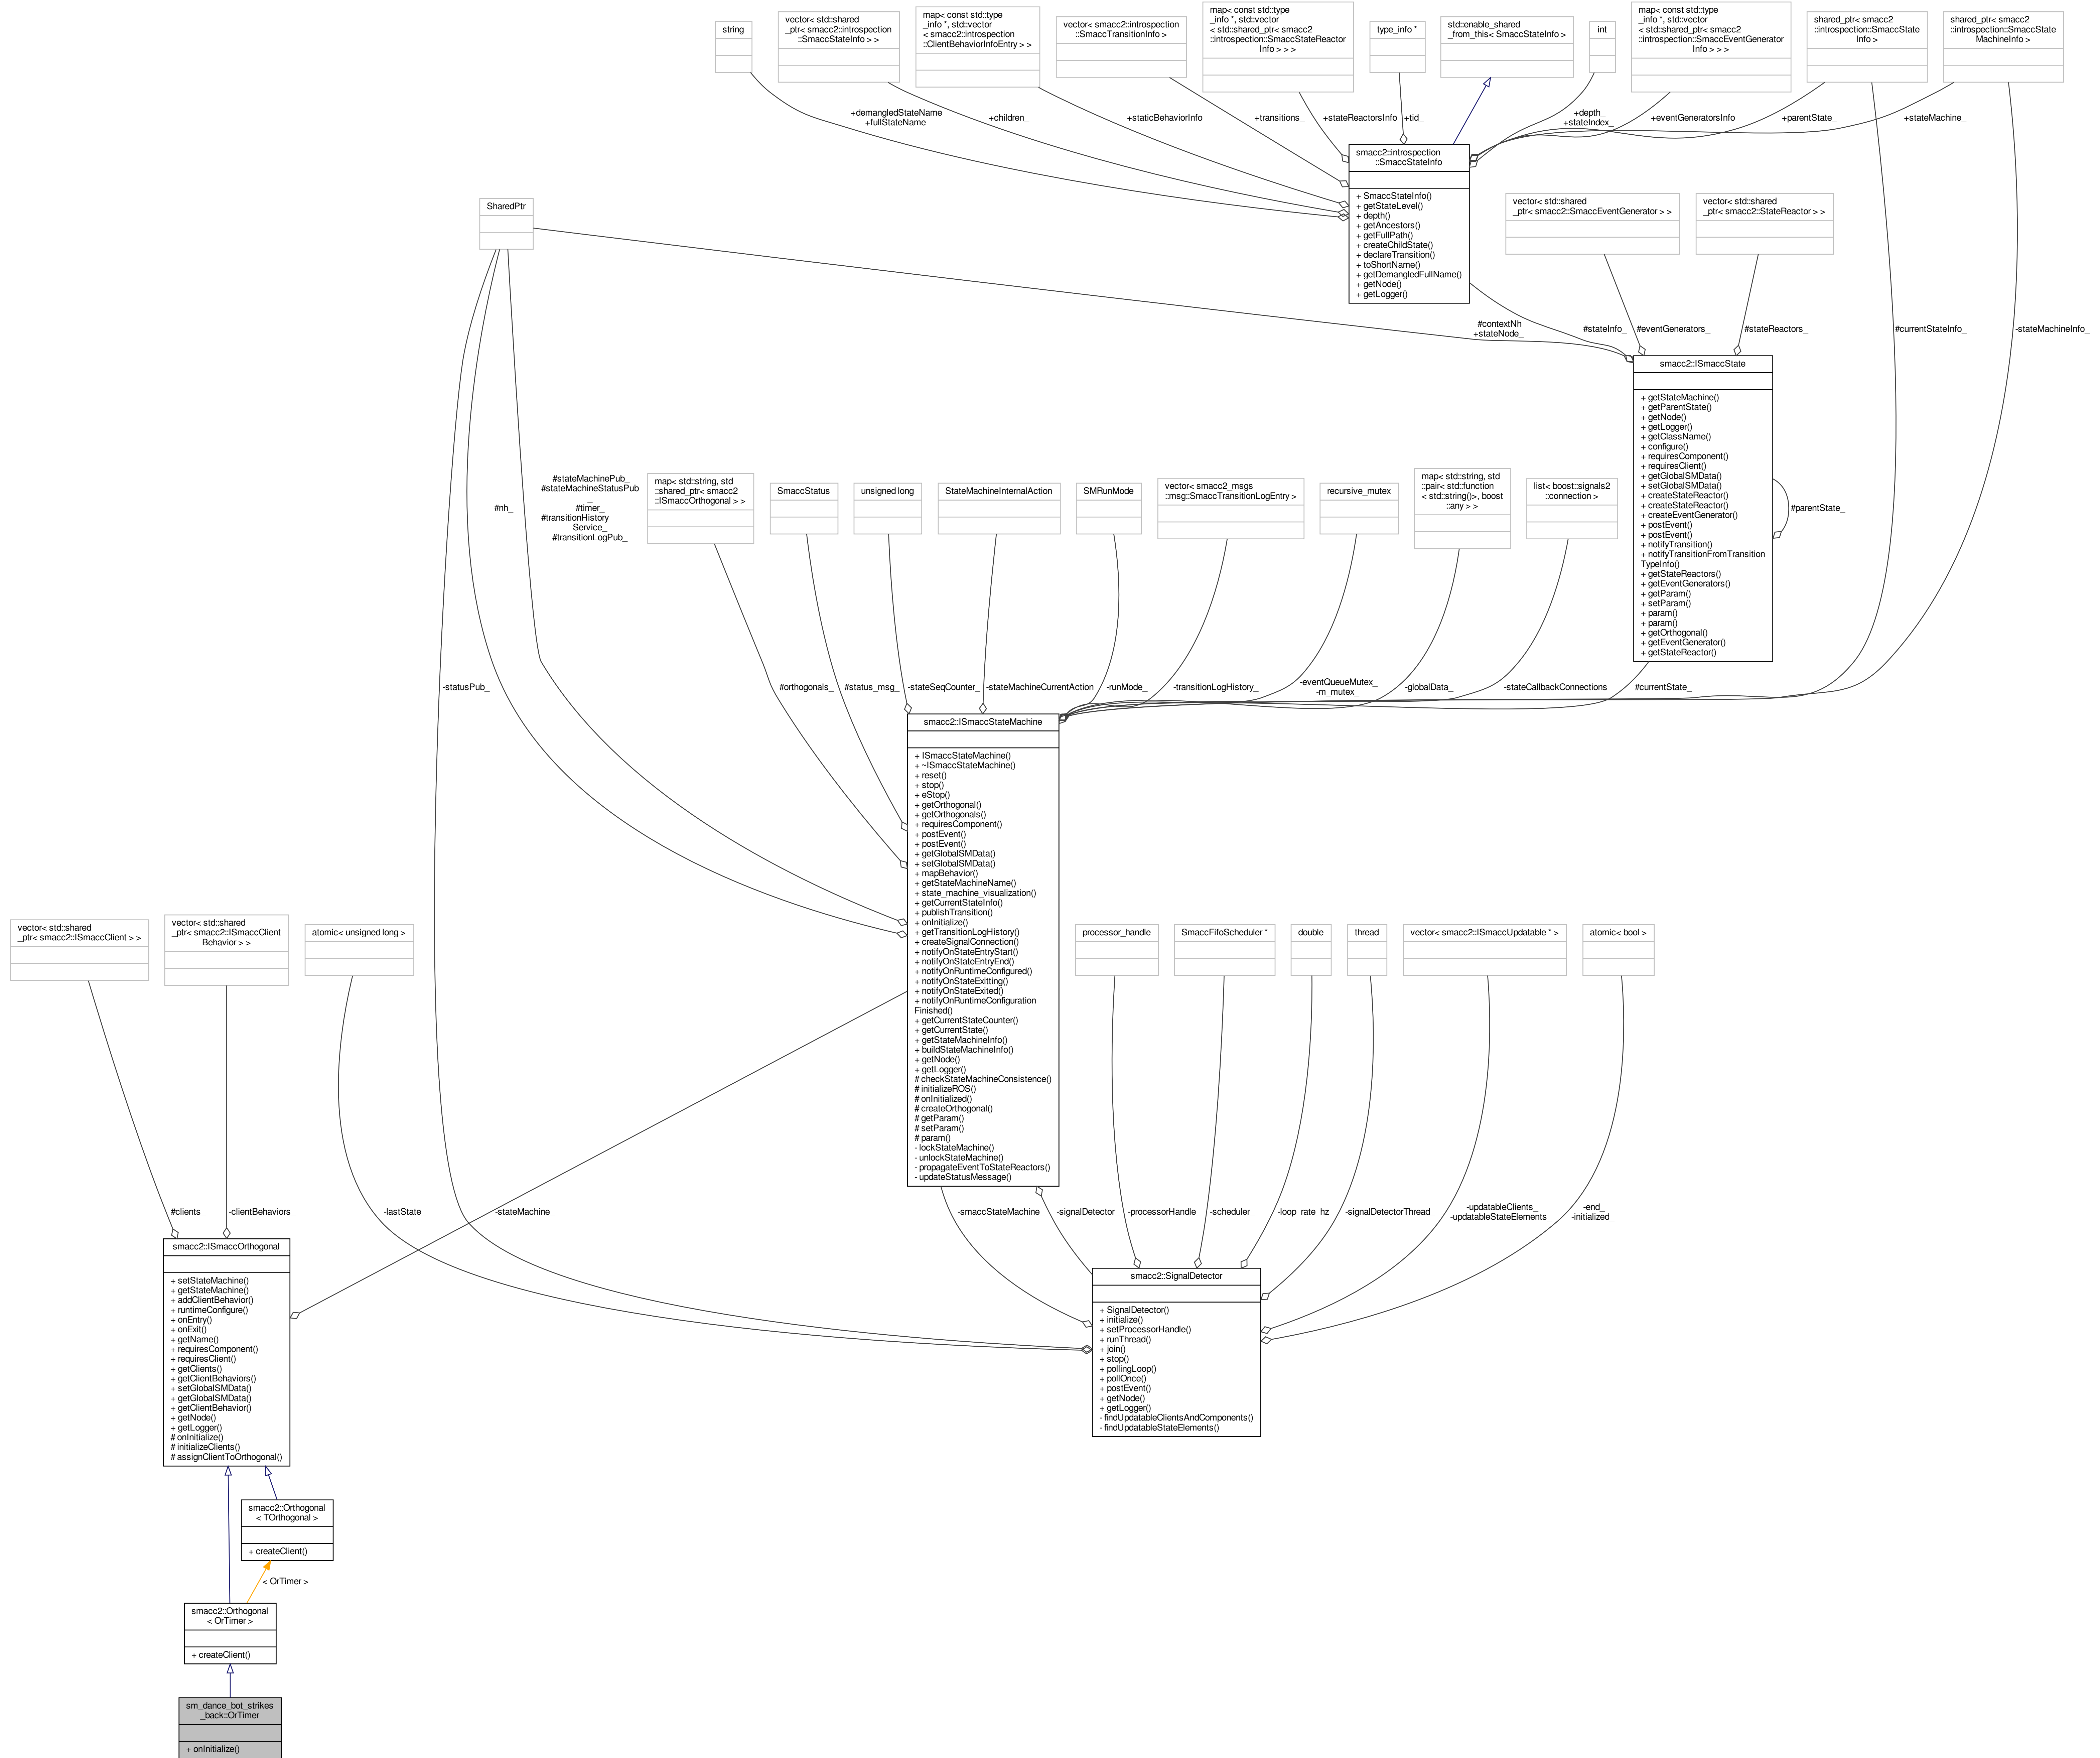 string
vector< std::shared
_ptr< smacc2::introspection
::SmaccStateInfo > >
map< const std::type
_info *, std::vector
< smacc2::introspection
::ClientBehaviorInfoEntry > >
vector< smacc2::introspection
::SmaccTransitionInfo >
map< const std::type
_info *, std::vector
< std::shared_ptr< smacc2
::introspection::SmaccStateReactor
Info > > >
type_info *
std::enable_shared
_from_this< SmaccStateInfo >
int
map< const std::type
_info *, std::vector
< std::shared_ptr< smacc2
::introspection::SmaccEventGenerator
Info > > >
shared_ptr< smacc2
::introspection::SmaccState
Info >
shared_ptr< smacc2
::introspection::SmaccState
MachineInfo >
+demangledStateName
+fullStateName
+children_
+staticBehaviorInfo
+transitions_
+stateReactorsInfo
+tid_
+depth_
+stateIndex_
+eventGeneratorsInfo
+parentState_
+stateMachine_
smacc2::introspection
::SmaccStateInfo
+ SmaccStateInfo()
+ getStateLevel()
+ depth()
+ getAncestors()
+ getFullPath()
+ createChildState()
+ declareTransition()
+ toShortName()
+ getDemangledFullName()
+ getNode()
+ getLogger()
SharedPtr
vector< std::shared
_ptr< smacc2::SmaccEventGenerator > >
vector< std::shared
_ptr< smacc2::StateReactor > >
#contextNh
+stateNode_
#stateInfo_
#eventGenerators_
#stateReactors_
#currentStateInfo_
-stateMachineInfo_
smacc2::ISmaccState
+ getStateMachine()
+ getParentState()
+ getNode()
+ getLogger()
+ getClassName()
+ configure()
+ requiresComponent()
+ requiresClient()
+ getGlobalSMData()
+ setGlobalSMData()
+ createStateReactor()
+ createStateReactor()
+ createEventGenerator()
+ postEvent()
+ postEvent()
+ notifyTransition()
+ notifyTransitionFromTransition
TypeInfo()
+ getStateReactors()
+ getEventGenerators()
+ getParam()
+ setParam()
+ param()
+ param()
+ getOrthogonal()
+ getEventGenerator()
+ getStateReactor()
#parentState_
#nh_
#stateMachinePub_
#stateMachineStatusPub
_
#timer_
#transitionHistory
Service_
#transitionLogPub_
map< std::string, std
::shared_ptr< smacc2
::ISmaccOrthogonal > >
SmaccStatus
unsigned long
StateMachineInternalAction
SMRunMode
vector< smacc2_msgs
::msg::SmaccTransitionLogEntry >
recursive_mutex
map< std::string, std
::pair< std::function
< std::string()>, boost
::any > >
list< boost::signals2
::connection >
-statusPub_
#orthogonals_
#status_msg_
-stateSeqCounter_
-stateMachineCurrentAction
-runMode_
-transitionLogHistory_
-eventQueueMutex_
-m_mutex_
-globalData_
-stateCallbackConnections
#currentState_
smacc2::ISmaccStateMachine
+ ISmaccStateMachine()
+ ~ISmaccStateMachine()
+ reset()
+ stop()
+ eStop()
+ getOrthogonal()
+ getOrthogonals()
+ requiresComponent()
+ postEvent()
+ postEvent()
+ getGlobalSMData()
+ setGlobalSMData()
+ mapBehavior()
+ getStateMachineName()
+ state_machine_visualization()
+ getCurrentStateInfo()
+ publishTransition()
+ onInitialize()
+ getTransitionLogHistory()
+ createSignalConnection()
+ notifyOnStateEntryStart()
+ notifyOnStateEntryEnd()
+ notifyOnRuntimeConfigured()
+ notifyOnStateExitting()
+ notifyOnStateExited()
+ notifyOnRuntimeConfiguration
Finished()
+ getCurrentStateCounter()
+ getCurrentState()
+ getStateMachineInfo()
+ buildStateMachineInfo()
+ getNode()
+ getLogger()
# checkStateMachineConsistence()
# initializeROS()
# onInitialized()
# createOrthogonal()
# getParam()
# setParam()
# param()
- lockStateMachine()
- unlockStateMachine()
- propagateEventToStateReactors()
- updateStatusMessage()
vector< std::shared
_ptr< smacc2::ISmaccClient > >
vector< std::shared
_ptr< smacc2::ISmaccClient
Behavior > >
atomic< unsigned long >
processor_handle
SmaccFifoScheduler *
double
thread
vector< smacc2::ISmaccUpdatable * >
atomic< bool >
#clients_
-clientBehaviors_
-lastState_
-stateMachine_
-smaccStateMachine_
-signalDetector_
-processorHandle_
-scheduler_
-loop_rate_hz
-signalDetectorThread_
-updatableClients_
-updatableStateElements_
-end_
-initialized_
smacc2::ISmaccOrthogonal
+ setStateMachine()
+ getStateMachine()
+ addClientBehavior()
+ runtimeConfigure()
+ onEntry()
+ onExit()
+ getName()
+ requiresComponent()
+ requiresClient()
+ getClients()
+ getClientBehaviors()
+ setGlobalSMData()
+ getGlobalSMData()
+ getClientBehavior()
+ getNode()
+ getLogger()
# onInitialize()
# initializeClients()
# assignClientToOrthogonal()
smacc2::SignalDetector
+ SignalDetector()
+ initialize()
+ setProcessorHandle()
+ runThread()
+ join()
+ stop()
+ pollingLoop()
+ pollOnce()
+ postEvent()
+ getNode()
+ getLogger()
- findUpdatableClientsAndComponents()
- findUpdatableStateElements()
smacc2::Orthogonal
< TOrthogonal >
+ createClient()
< OrTimer >
smacc2::Orthogonal
< OrTimer >
+ createClient()
sm_dance_bot_strikes
_back::OrTimer
+ onInitialize()